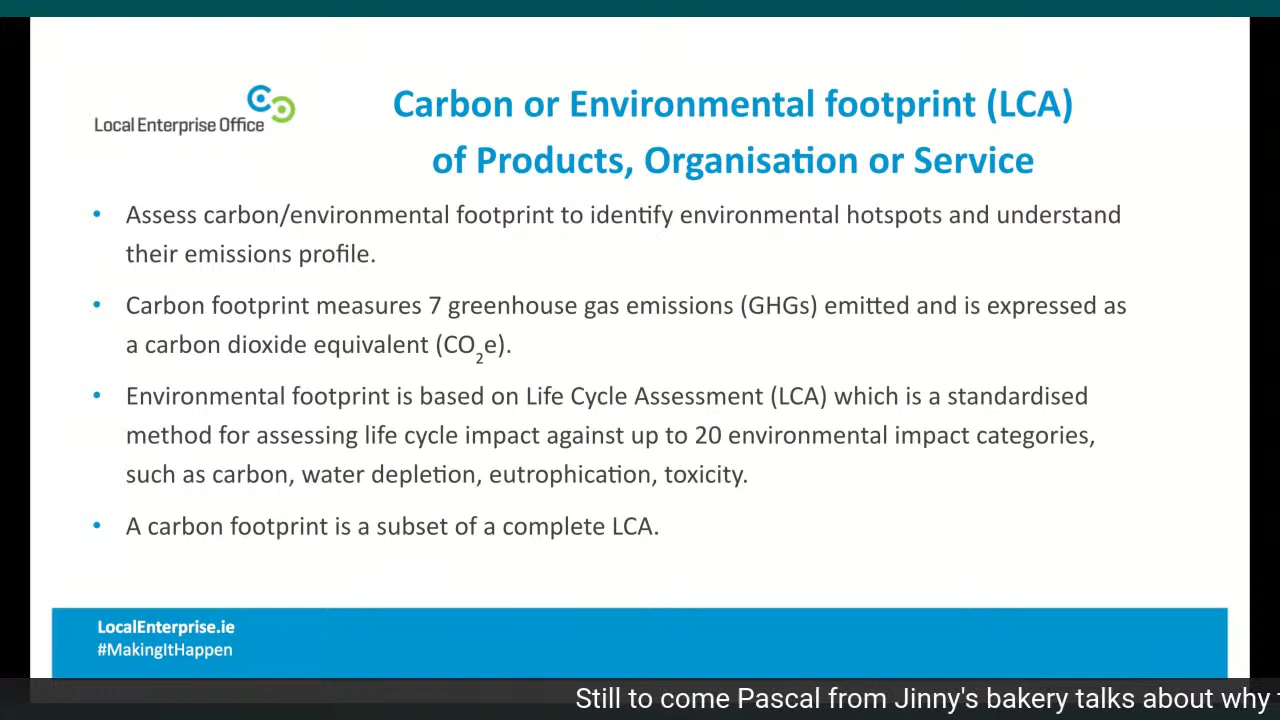 Local Enterprise Office
Carbon or Environmental footprint (LCA)
of Products, Organisation or Service
• Assess carbon/environmental footprint to identify environmental hotspots and understand
their emissions profile.
• Carbon footprint measures 7 greenhouse gas emissions (GHGs) emitted and is expressed as
a carbon dioxide equivalent (CO₂e).
• Environmental footprint is based on Life Cycle Assessment (LCA) which is a standardised
method for assessing life cycle impact against up to 20 environmental impact categories,
such as carbon, water depletion, eutrophication, toxicity.
• A carbon footprint is a subset of a complete LCA.
LocalEnterprise.ie
#MakingItHappen
Still to come Pascal from Jinny's bakery talks about why